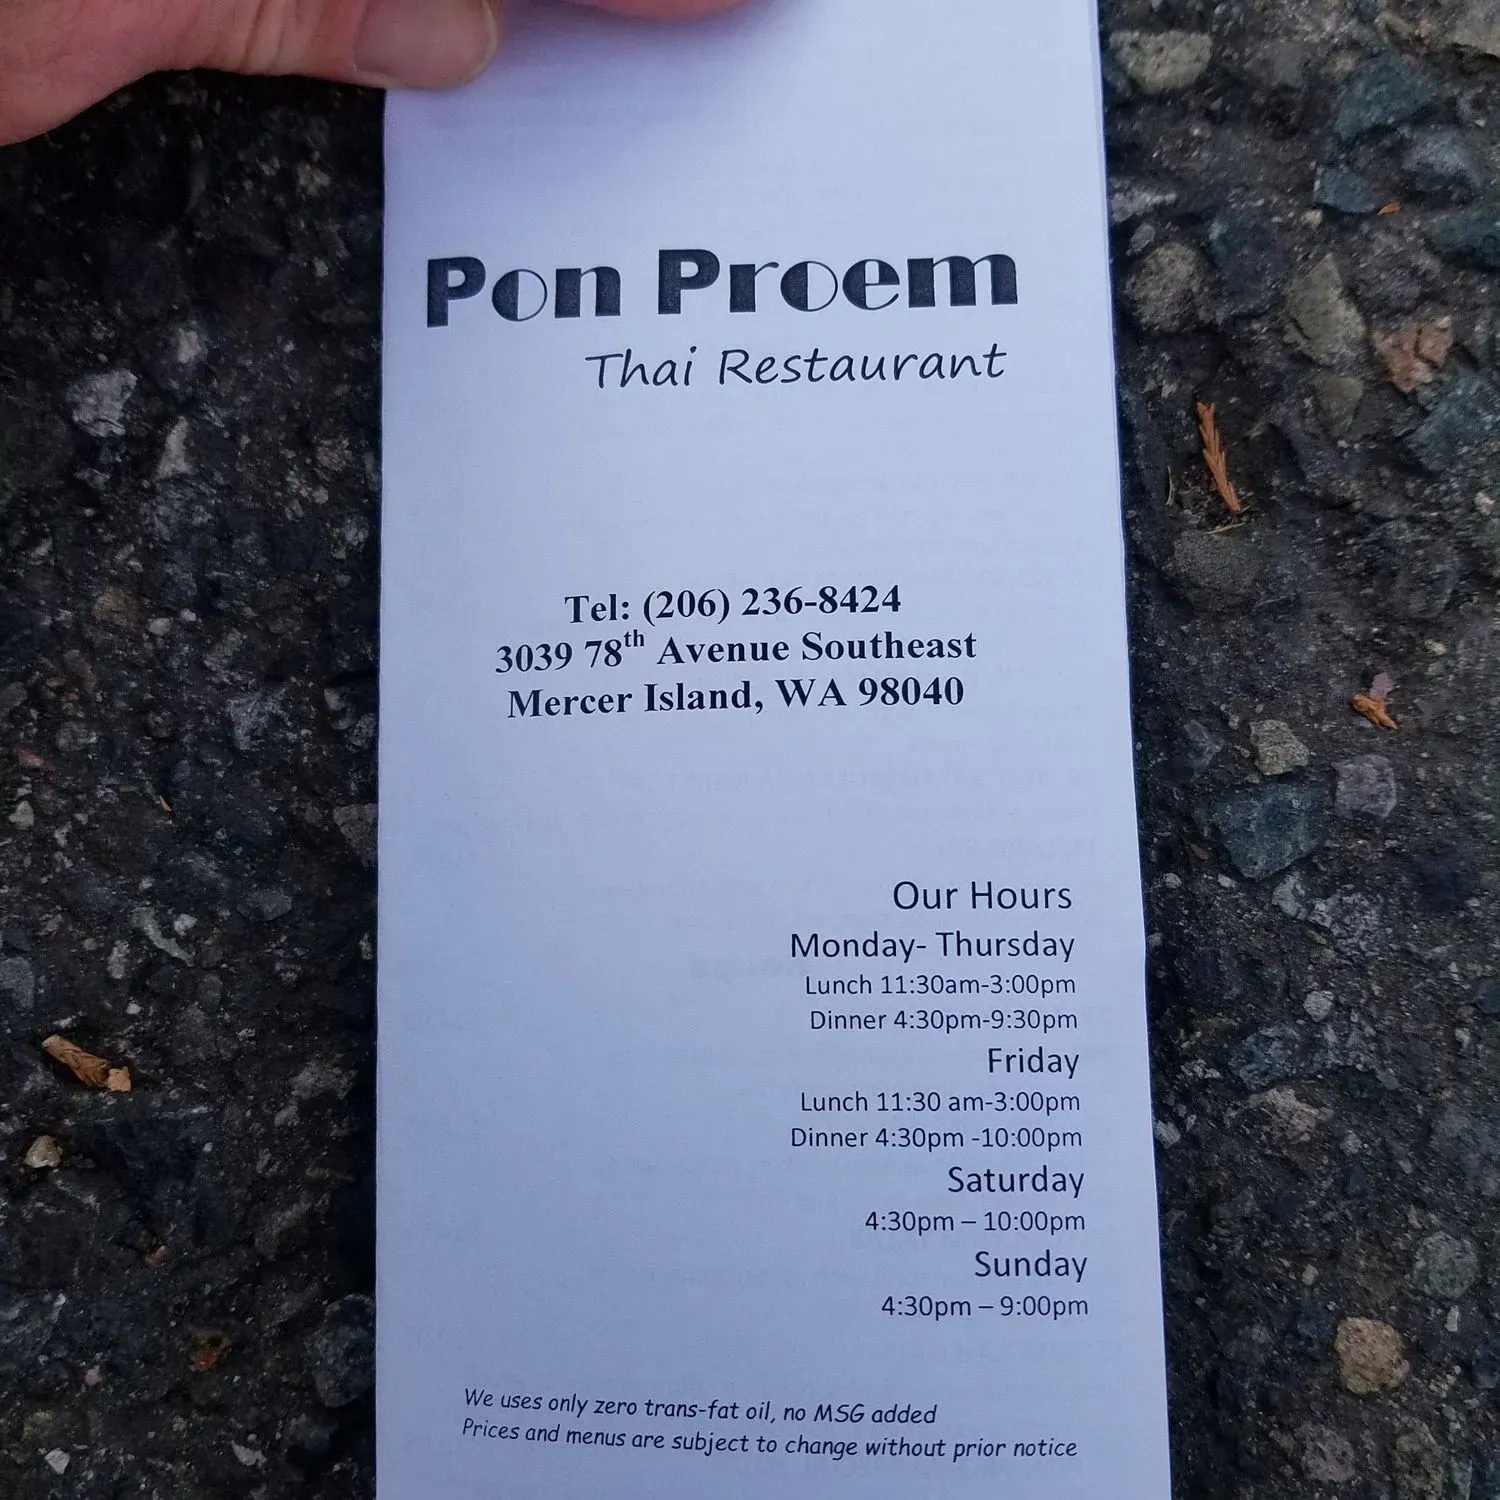 Pon Proem
Thai Restaurant
Tel: (206) 236-8424
3039 78th Avenue Southeast
Mercer Island, WA 98040
Our Hours
Monday- Thursday
Lunch 11:30am-3:00pm
Dinner 4:30pm-9:30pm
Friday
Lunch 11:30 am-3:00pm
Dinner 4:30pm -10:00pm
Saturday
4:30pm – 10:00pm
Sunday
4:30pm – 9:00pm
We uses only zero trans-fat oil, no MSG added
Prices and menus are subject to change without prior notice